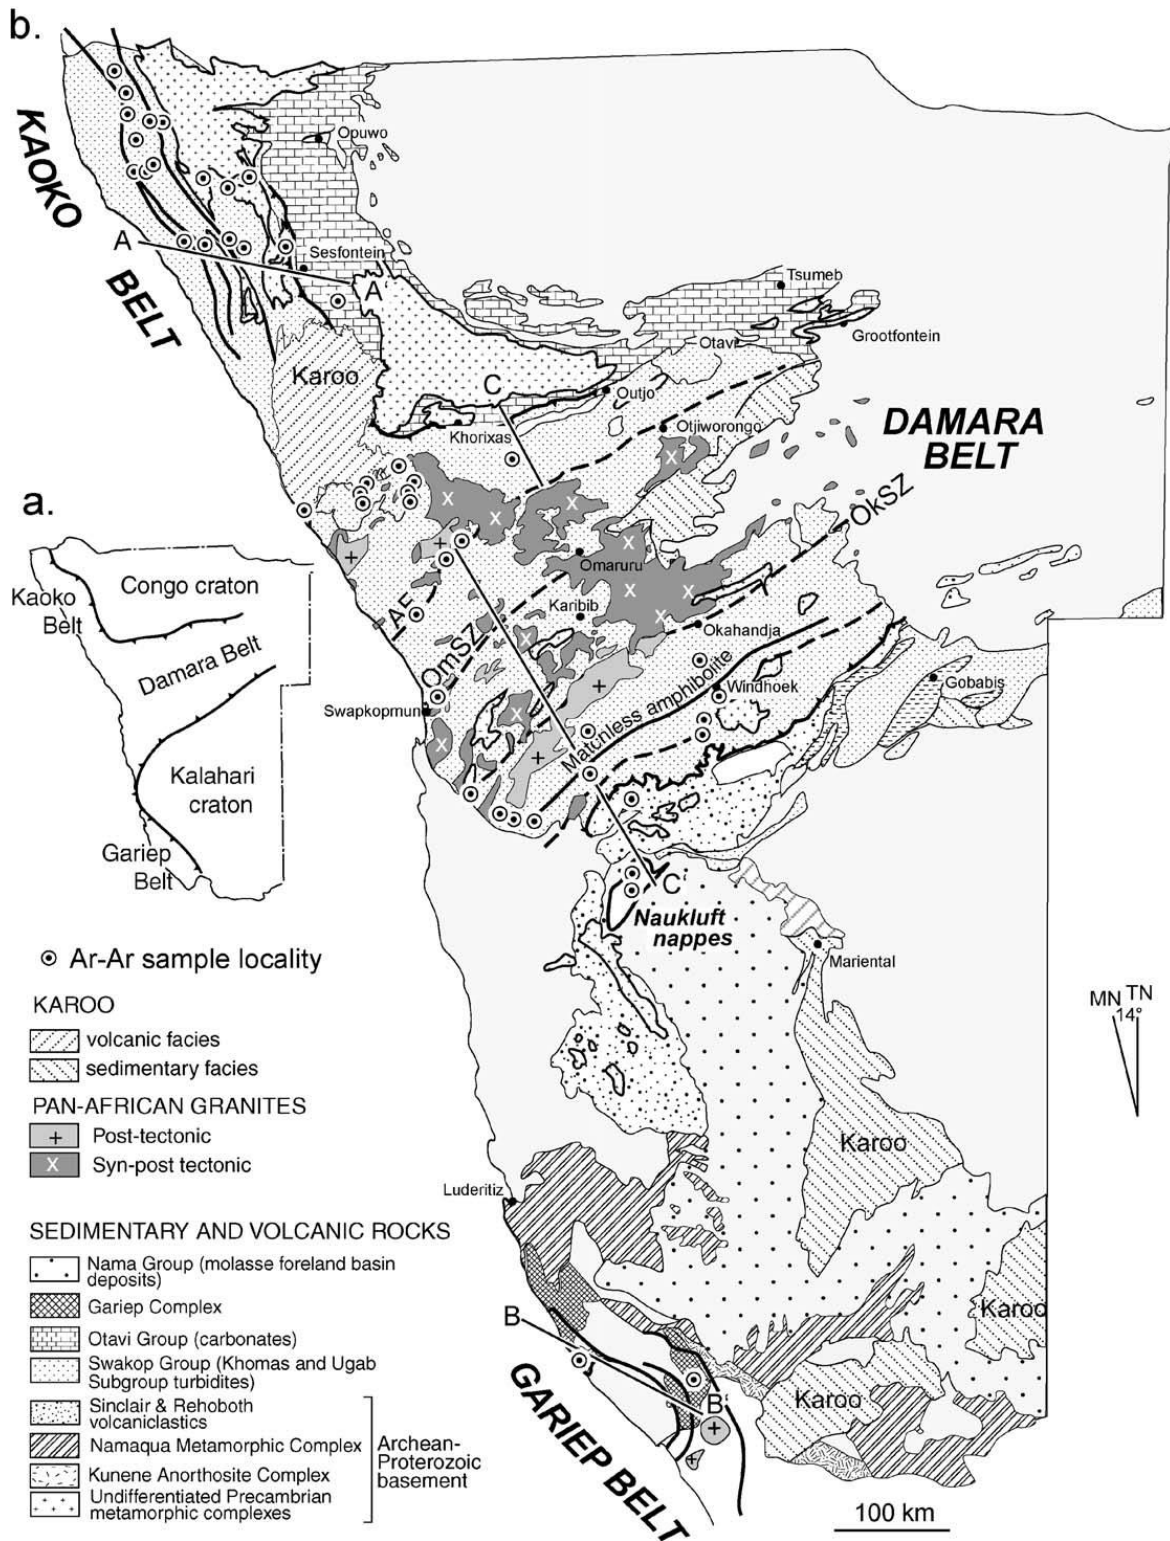 b.
KAOKO
BELT
Opuwo
A
Sesfontein
A
Tsumeb
Grootfontein
Otavi
Karoo
C
Outjo
Khorixas
Otjiworongo
DAMARA
BELT
OkSZ
X
X
X
X
X
X
X
X
X
X
X
+
+
+
+
Omaruru
AF
Karibib
OmSZ
Okahandja
Matchless amphibolite
Windhoek
Gobabis
Swapkopmun
C'
Naukluft
nappes
Mariental
MN TN
14°
Karoo
Luderitiz
Karoo
Karoo
B
B'
+
+
GARIEP BELT
100 km
a.
Congo craton
Kaoko
Belt
Damara Belt
Kalahari
craton
Gariep
Belt
Ar-Ar sample locality
KAROO
volcanic facies
sedimentary facies
PAN-AFRICAN GRANITES
+ Post-tectonic
X Syn-post tectonic
SEDIMENTARY AND VOLCANIC ROCKS
Nama Group (molasse foreland basin
deposits)
Gariep Complex
Otavi Group (carbonates)
Swakop Group (Khomas and Ugab
Subgroup turbidites)
Sinclair & Rehoboth
volcaniclastics
Namaqua Metamorphic Complex
Kunene Anorthosite Complex
Undifferentiated Precambrian
metamorphic complexes
Archean-
Proterozoic
basement